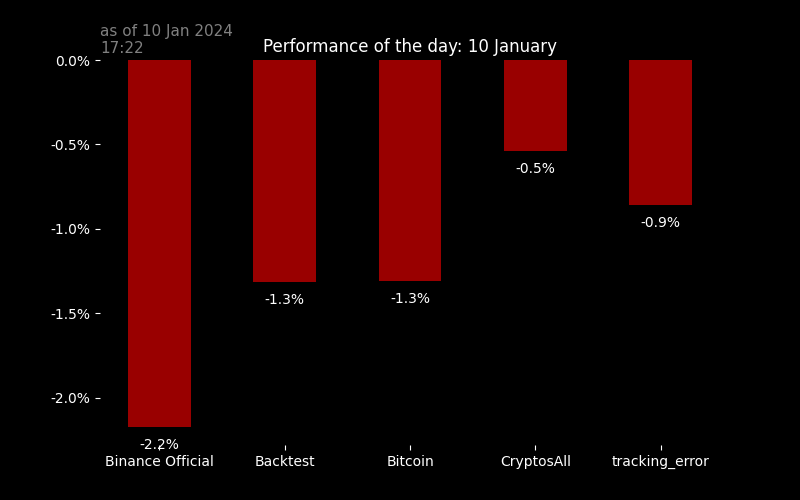 as of 10 Jan 2024
17:22
Performance of the day: 10 January
0.0%
-0.5%
-1.0%
-1.5%
-2.0%
-2.2%
-1.3%
-1.3%
-0.5%
-0.9%
Binance Official
Backtest
Bitcoin
CryptosAll
tracking_error